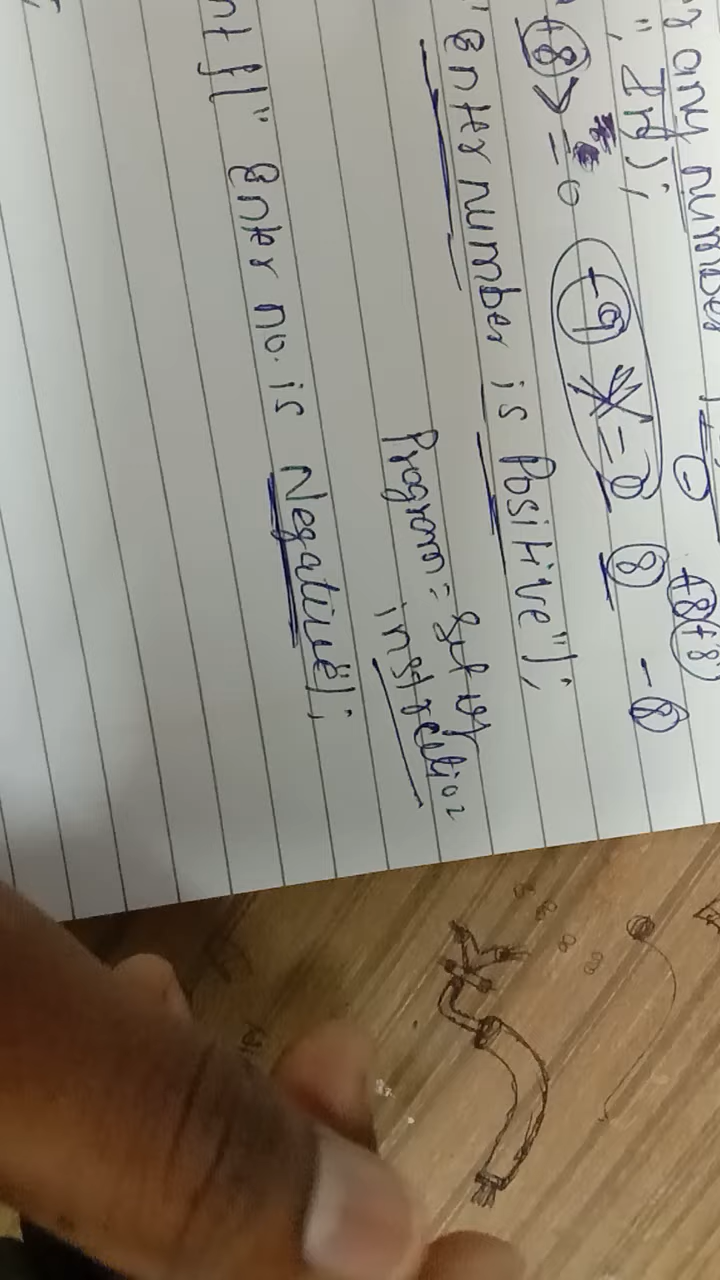 any number
", IN);
+8 >= 0 -9 >= 0 8 -8
+8 +8
"Enter number is Positive");
Program = Set of
instruction
ntf(" Enter no. is Negative");